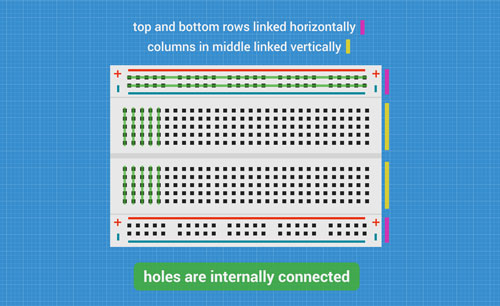 top and bottom rows linked horizontally
columns in middle linked vertically
+ +
- -
+ +
- -
holes are internally connected